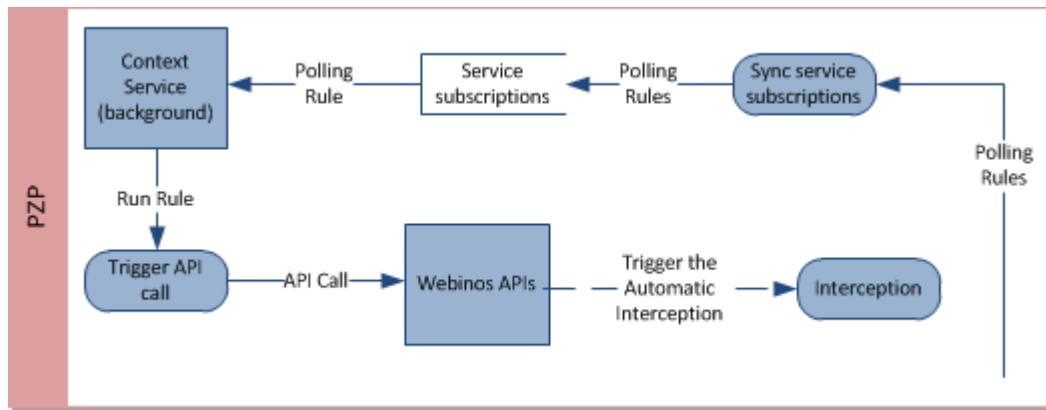 PZP
Context
Service
(background)
Polling
Rule
Service
subscriptions
Polling
Rules
Sync service
subscriptions
Polling
Rules
Run Rule
Trigger API
call
API Call
Webinos APIs
Trigger the
Automatic
Interception
Interception